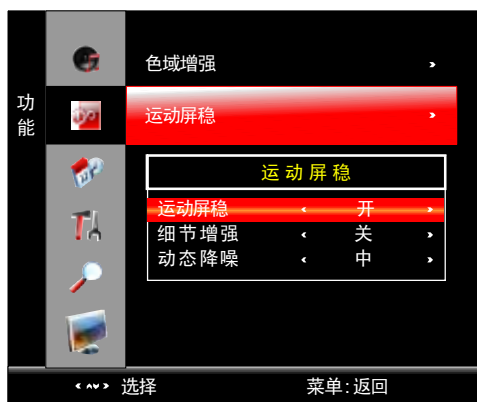 功能
色域增强
运动屏稳
运动屏稳
运动屏稳 开
细节增强 关
动态降噪 中
选择 菜单:返回